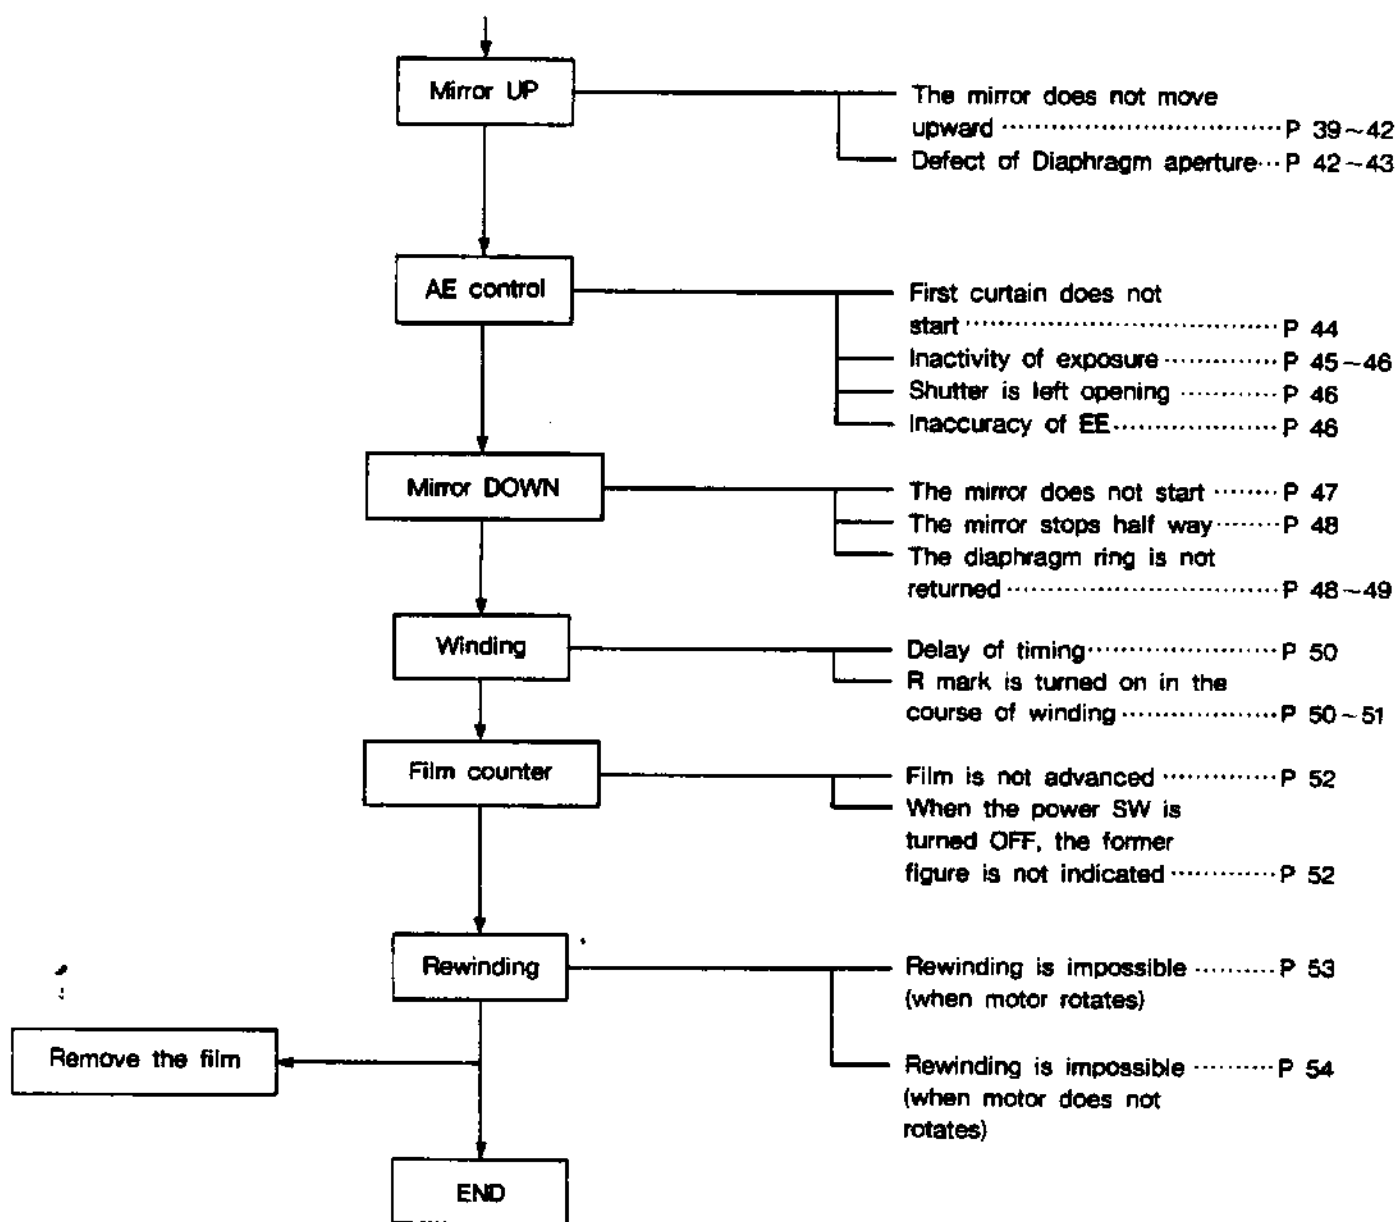 Mirror UP
The mirror does not move
upward ································ P 39~42
Defect of Diaphragm aperture··· P 42~43
AE control
First curtain does not
start ···································· P 44
Inactivity of exposure ············· P 45~46
Shutter is left opening ··········· P 46
Inaccuracy of EE ··················· P 46
Mirror DOWN
The mirror does not start ········ P 47
The mirror stops half way ······· P 48
The diaphragm ring is not
returned ······························· P 48~49
Winding
Delay of timing ······················ P 50
R mark is turned on in the
course of winding ·················· P 50~51
Film counter
Film is not advanced ············· P 52
When the power SW is
turned OFF, the former
figure is not indicated ············ P 52
Rewinding
Rewinding is impossible ·········· P 53
(when motor rotates)
Remove the film
Rewinding is impossible ·········· P 54
(when motor does not
rotates)
END